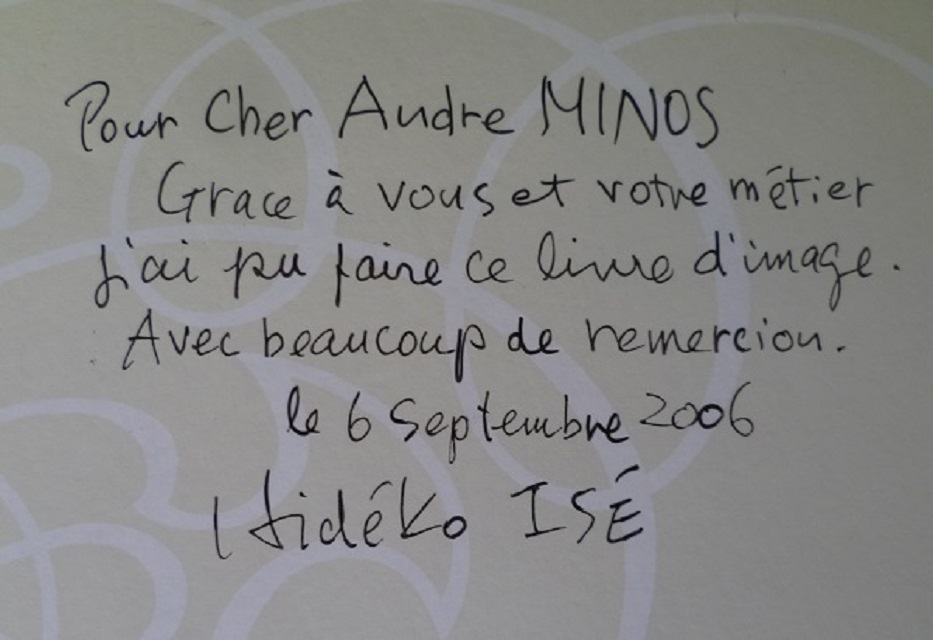 Pour Cher Andre MINOS
Grace à vous et votre métier
j'ai pu faire ce livre d'image.
Avec beaucoup de remercion.
le 6 Septembre 2006
Hidéko ISÉ